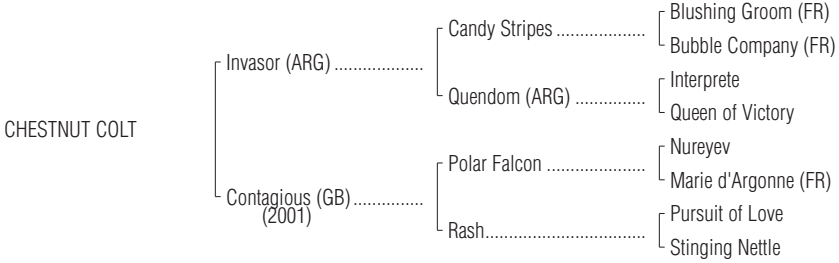 Blushing Groom (FR)
Candy Stripes ....................
Bubble Company (FR)
Invasor (ARG) ...................
Interprete
Quendom (ARG) ...............
Queen of Victory
CHESTNUT COLT
Nureyev
Polar Falcon ......................
Marie d'Argonne (FR)
Contagious (GB) ...............
(2001)
Pursuit of Love
Rash...................................
Stinging Nettle